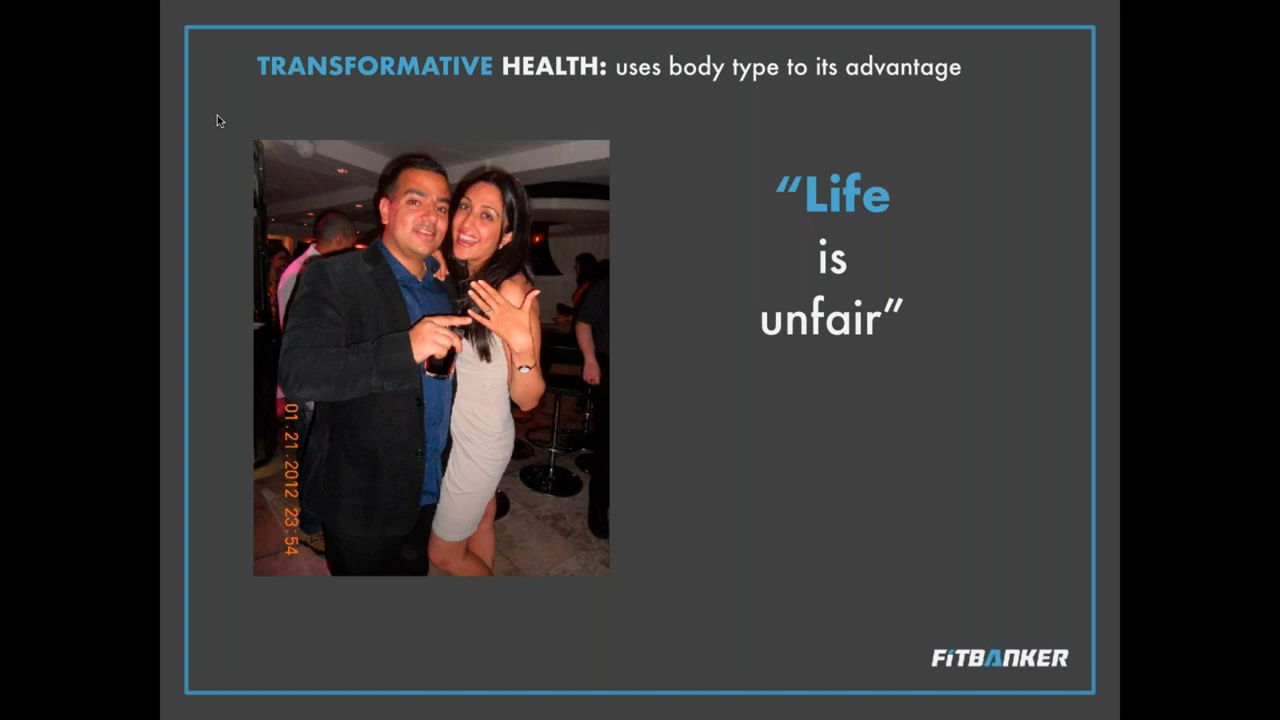 TRANSFORMATIVE HEALTH: uses body type to its advantage
“Life
is
unfair”
01.21.2012 23:54
FiTBANKER